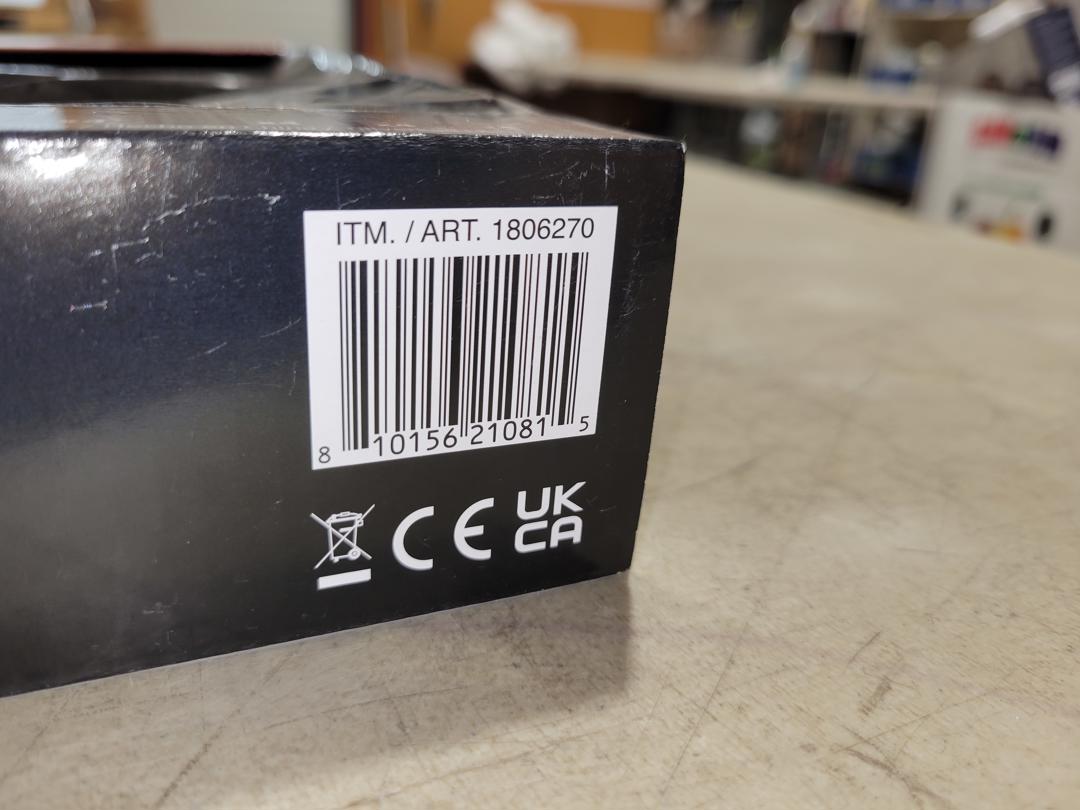 ITM. / ART. 1806270
8 10156 21081 5
CE
UK
CA